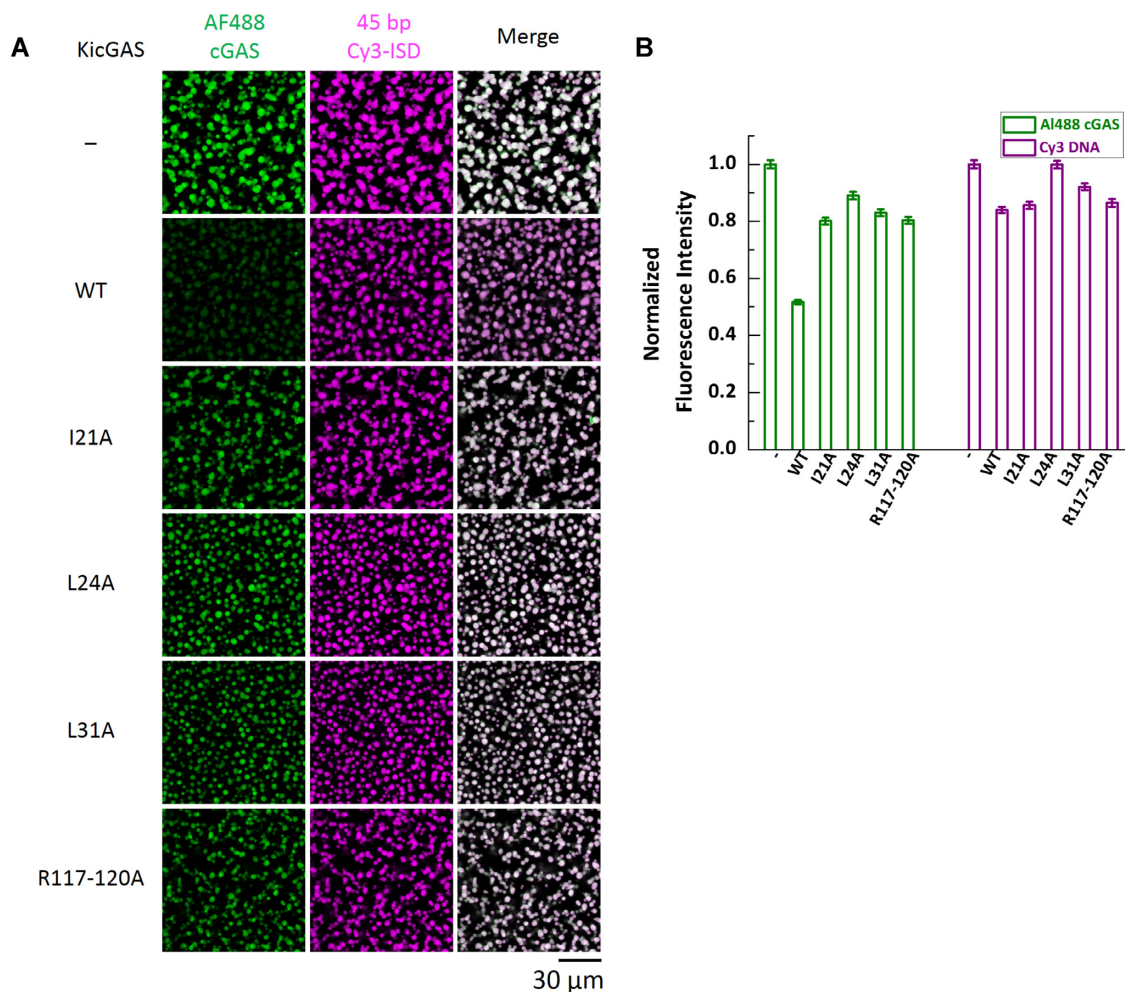 A
KicGAS
AF488
cGAS
45 bp
Cy3-ISD
Merge
–
WT
I21A
L24A
L31A
R117-120A
30 µm
B
Al488 cGAS
Cy3 DNA
Normalized
Fluorescence Intensity
1.0
0.8
0.6
0.4
0.2
0.0
-
WT
I21A
L24A
L31A
R117-120A
-
WT
I21A
L24A
L31A
R117-120A